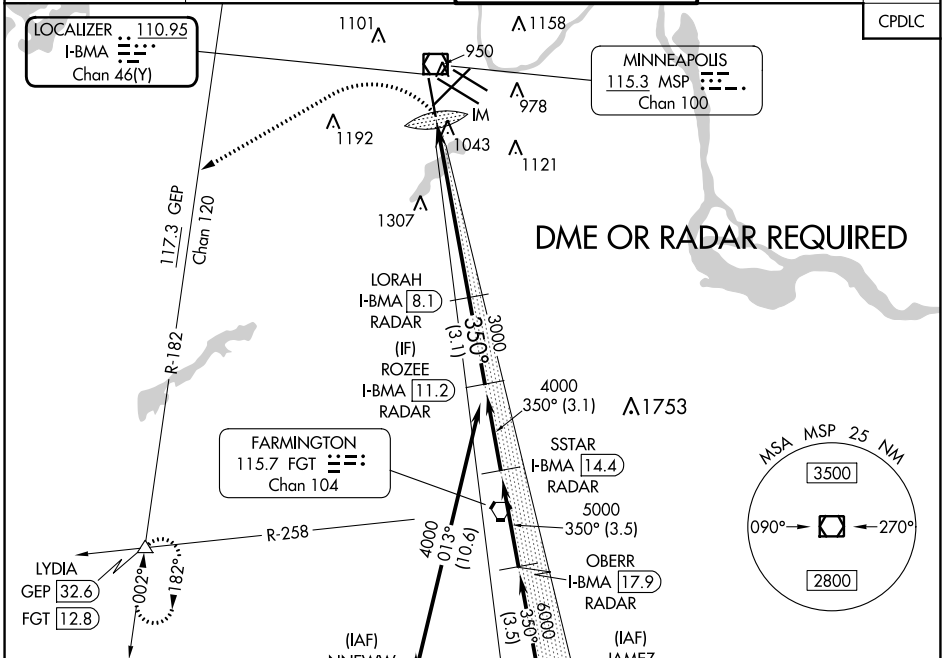 CPDLC
LOCALIZER 110.95
I-BMA
Chan 46(Y)
1101
1158
950
MINNEAPOLIS
115.3 MSP
Chan 100
978
IM
1192
1043
1121
1307
117.3 GEP
Chan 120
DME OR RADAR REQUIRED
LORAH
I-BMA 8.1
RADAR
3000
350°
(3.1)
(IF)
ROZEE
I-BMA 11.2
RADAR
R-182
4000
350° (3.1)
1753
FARMINGTON
115.7 FGT
Chan 104
SSTAR
I-BMA 14.4
RADAR
MSA MSP 25 NM
3500
090°
270°
2800
5000
350° (3.5)
R-258
4000
013°
(10.6)
OBERR
I-BMA 17.9
RADAR
LYDIA
GEP 32.6
FGT 12.8
002°
182°
6000
350°
(3.5)
(IAF)
(IAF)